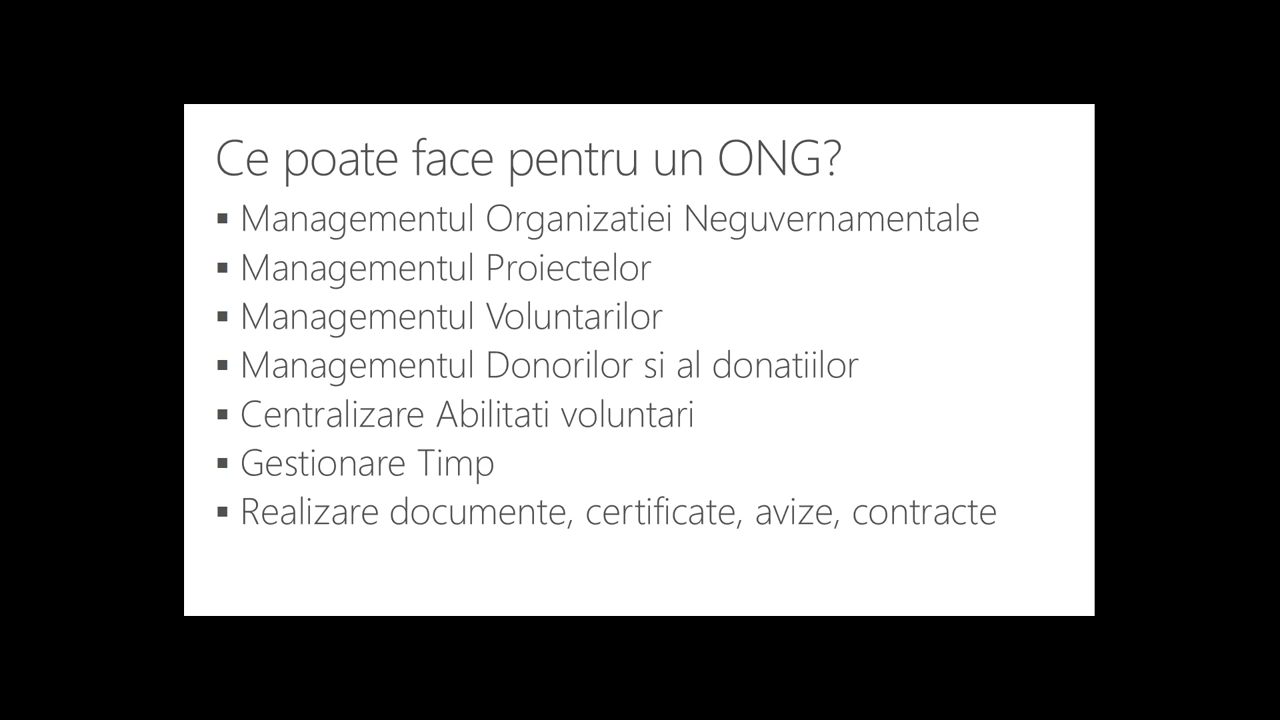 Ce poate face pentru un ONG?
▪ Managementul Organizatiei Neguvernamentale
▪ Managementul Proiectelor
▪ Managementul Voluntarilor
▪ Managementul Donorilor si al donatiilor
▪ Centralizare Abilitati voluntari
▪ Gestionare Timp
▪ Realizare documente, certificate, avize, contracte